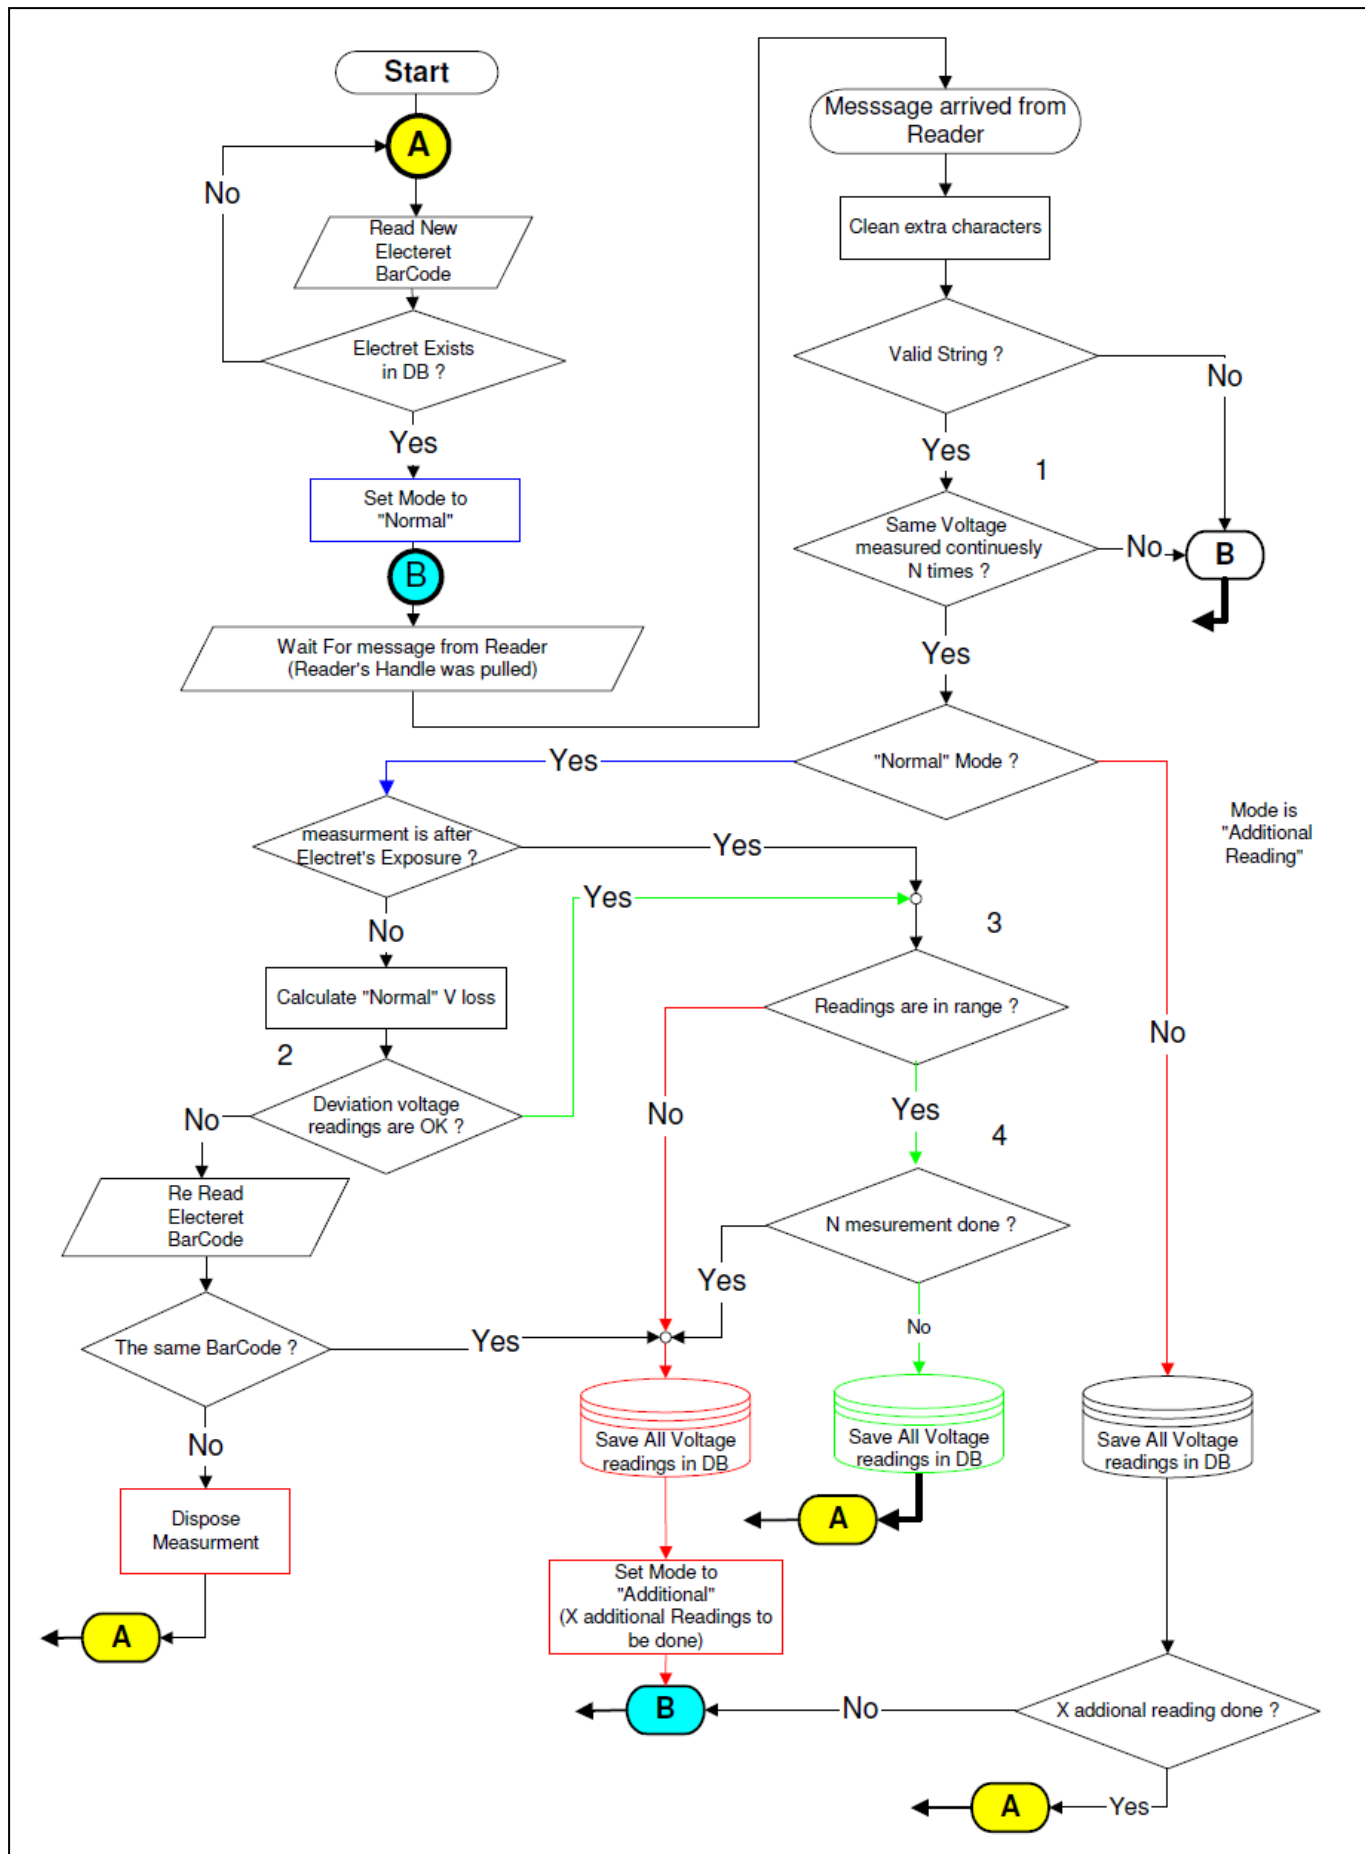 Start
A
No
Read New
Electeret
BarCode
Electret Exists
in DB ?
Yes
Set Mode to
"Normal"
B
Wait For message from Reader
(Reader's Handle was pulled)
Messsage arrived from
Reader
Clean extra characters
Valid String ?
No
Yes
1
Same Voltage
measured continuesly
N times ?
No
B
Yes
"Normal" Mode ?
Yes
Mode is
"Additional
Reading"
measurment is after
Electret's Exposure ?
Yes
Yes
No
3
Calculate "Normal" V loss
Readings are in range ?
No
2
Deviation voltage
readings are OK ?
No
No
Yes
4
Re Read
Electeret
BarCode
N mesurement done ?
Yes
The same BarCode ?
Yes
No
No
Save All Voltage
readings in DB
Save All Voltage
readings in DB
Save All Voltage
readings in DB
Dispose
Measurment
A
Set Mode to
"Additional"
(X additional Readings to
be done)
A
B
No
X addional reading done ?
A
Yes